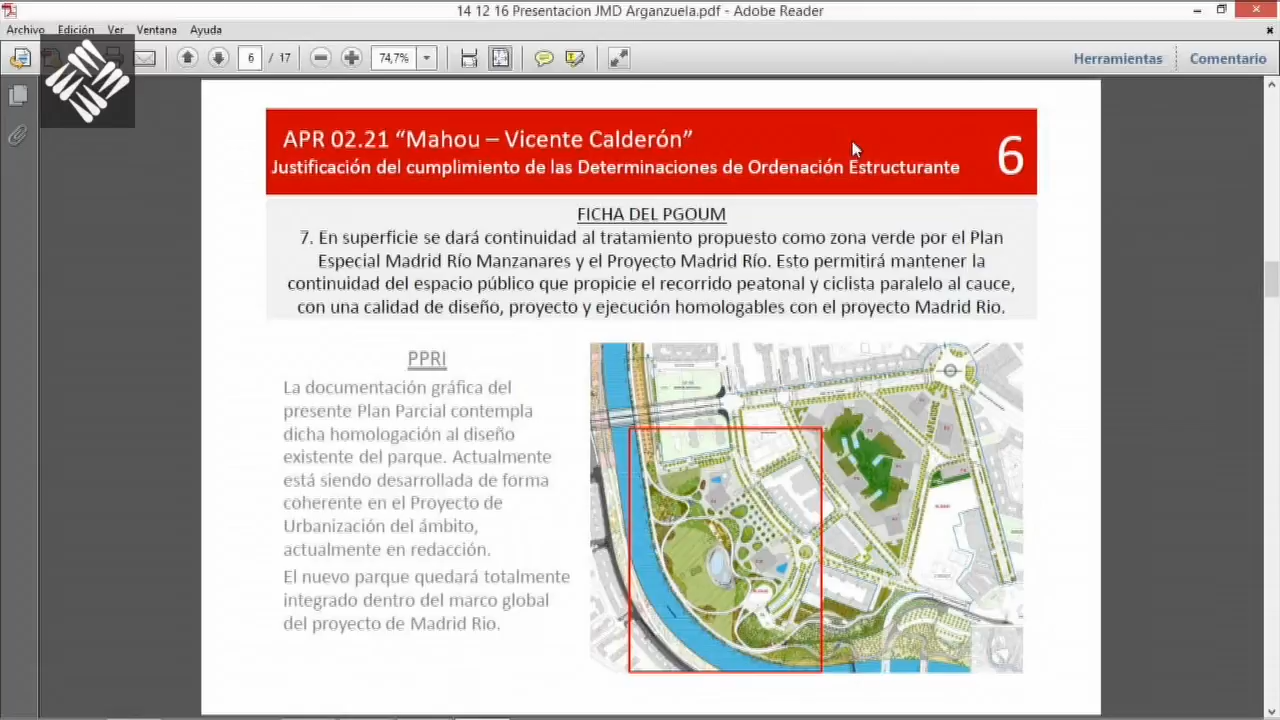 14 12 16 Presentacion JMD Arganzuela.pdf - Adobe Reader
Archivo Edición Ver Ventana Ayuda
6 / 17 74,7% Herramientas Comentario
APR 02.21 “Mahou – Vicente Calderón”
Justificación del cumplimiento de las Determinaciones de Ordenación Estructurante
6
FICHA DEL PGOUM
7. En superficie se dará continuidad al tratamiento propuesto como zona verde por el Plan
Especial Madrid Río Manzanares y el Proyecto Madrid Río. Esto permitirá mantener la
continuidad del espacio público que propicie el recorrido peatonal y ciclista paralelo al cauce,
con una calidad de diseño, proyecto y ejecución homologables con el proyecto Madrid Rio.
PPRI
La documentación gráfica del
presente Plan Parcial contempla
dicha homologación al diseño
existente del parque. Actualmente
está siendo desarrollada de forma
coherente en el Proyecto de
Urbanización del ámbito,
actualmente en redacción.
El nuevo parque quedará totalmente
integrado dentro del marco global
del proyecto de Madrid Rio.